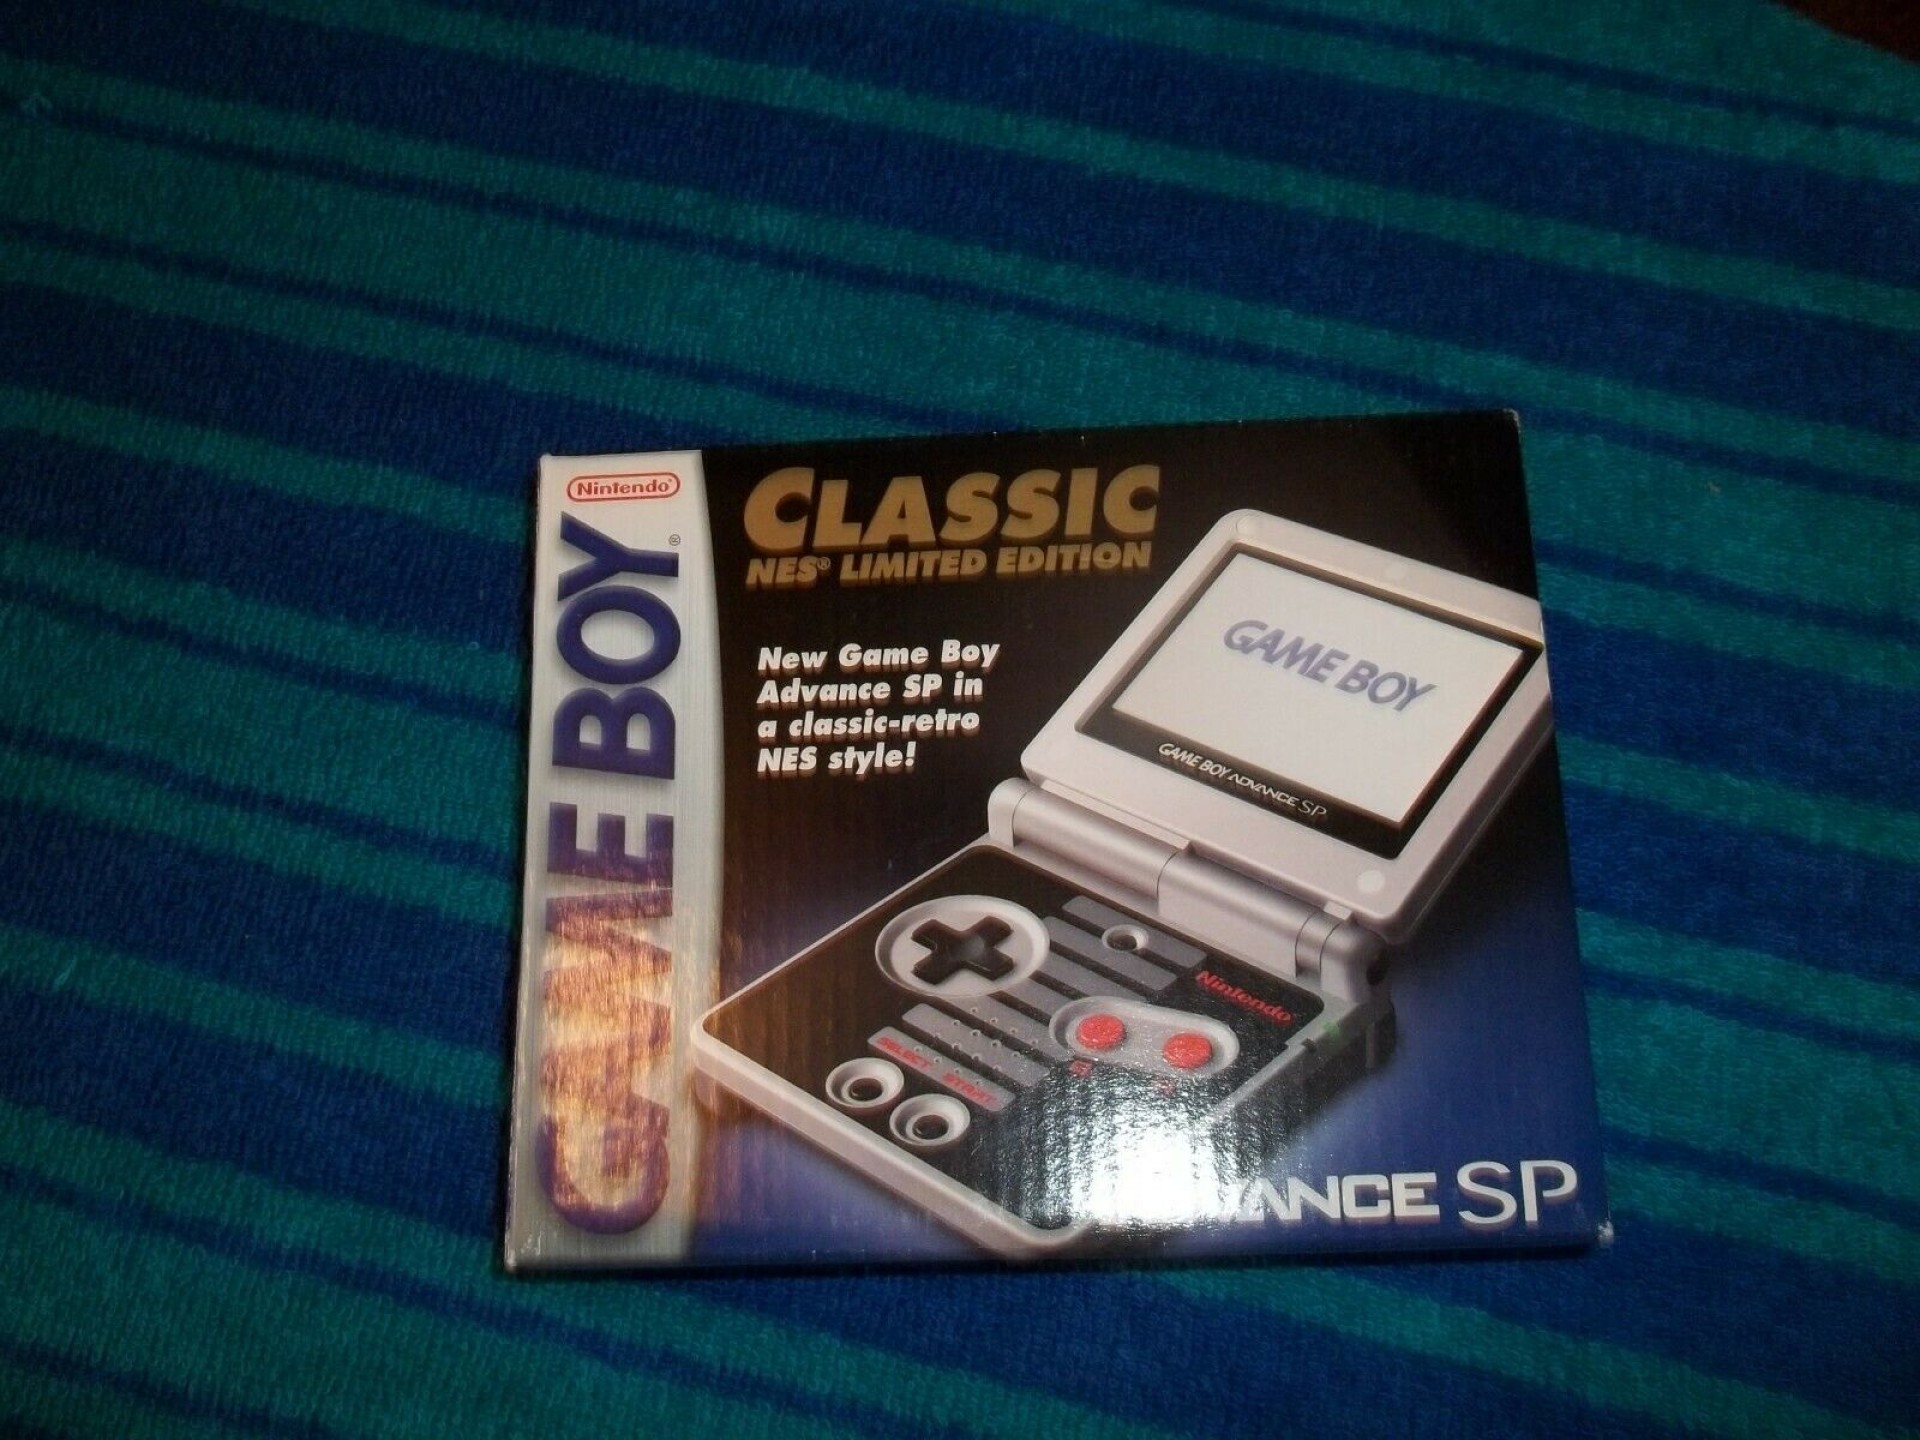 Nintendo®
GAME BOY®
CLASSIC
NES® LIMITED EDITION
New Game Boy
Advance SP in
a classic-retro
NES style!
GAME BOY
GAME BOY ADVANCE SP
Nintendo®
SELECT START
ADVANCE SP